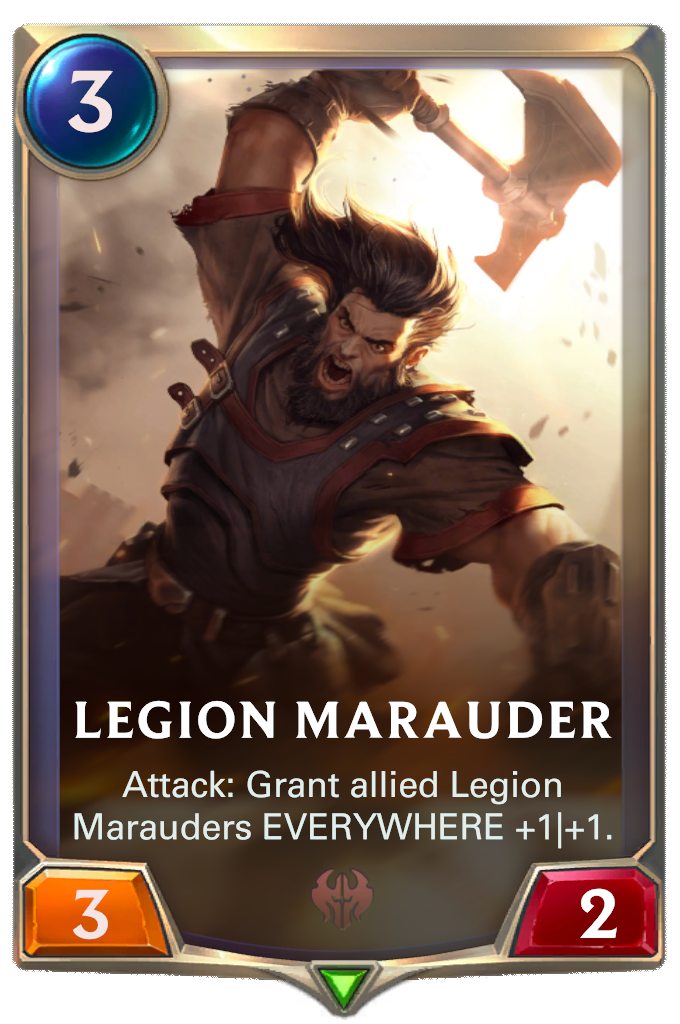 3
LEGION MARAUDER
Attack: Grant allied Legion
Marauders EVERYWHERE +1|+1.
3
2